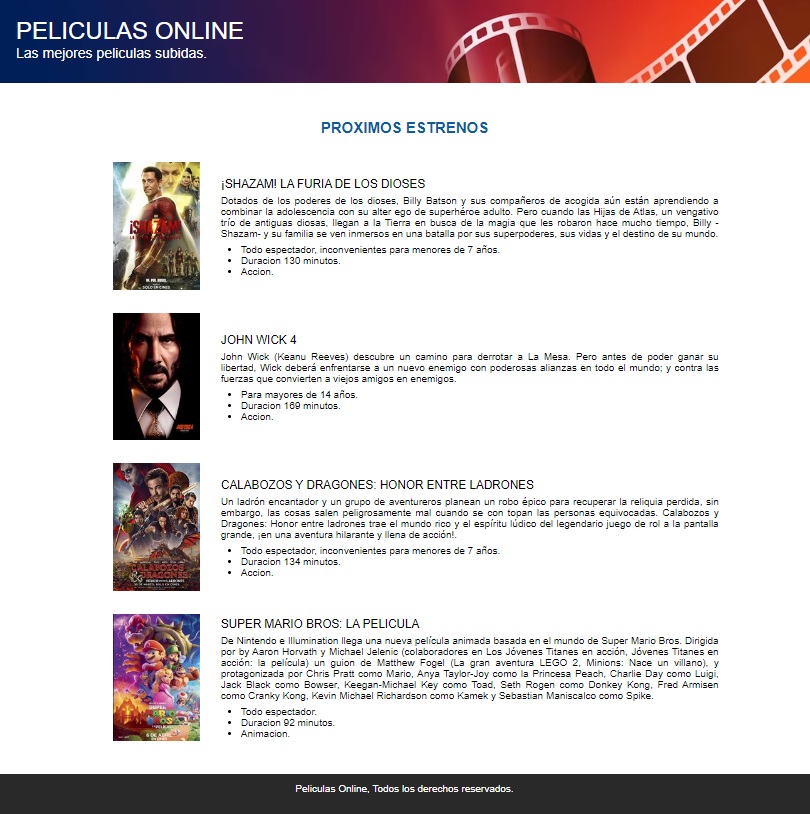 PELICULAS ONLINE
Las mejores peliculas subidas.
PROXIMOS ESTRENOS
¡SHAZAM!
SOLO EN CINES
¡SHAZAM! LA FURIA DE LOS DIOSES
Dotados de los poderes de los dioses, Billy Batson y sus compañeros de acogida aún están aprendiendo a
combinar la adolescencia con su alter ego de superhéroe adulto. Pero cuando las Hijas de Atlas, un vengativo
trío de antiguas diosas, llegan a la Tierra en busca de la magia que les robaron hace mucho tiempo, Billy -
Shazam- y su familia se ven inmersos en una batalla por sus superpoderes, sus vidas y el destino de su mundo.
• Todo espectador, inconvenientes para menores de 7 años.
• Duracion 130 minutos.
• Accion.
JOHN WICK 4
John Wick (Keanu Reeves) descubre un camino para derrotar a La Mesa. Pero antes de poder ganar su
libertad, Wick deberá enfrentarse a un nuevo enemigo con poderosas alianzas en todo el mundo; y contra las
fuerzas que convierten a viejos amigos en enemigos.
• Para mayores de 14 años.
• Duracion 169 minutos.
• Accion.
CALABOZOS
& DRAGONES
CALABOZOS Y DRAGONES: HONOR ENTRE LADRONES
Un ladrón encantador y un grupo de aventureros planean un robo épico para recuperar la reliquia perdida, sin
embargo, las cosas salen peligrosamente mal cuando se con topan las personas equivocadas. Calabozos y
Dragones: Honor entre ladrones trae el mundo rico y el espíritu lúdico del legendario juego de rol a la pantalla
grande, ¡en una aventura hilarante y llena de acción!.
• Todo espectador, inconvenientes para menores de 7 años.
• Duracion 134 minutos.
• Accion.
SUPER
MARIO
BROS
SUPER MARIO BROS: LA PELICULA
De Nintendo e Illumination llega una nueva película animada basada en el mundo de Super Mario Bros. Dirigida
por by Aaron Horvath y Michael Jelenic (colaboradores en Los Jóvenes Titanes en acción, Jóvenes Titanes en
acción: la película) un guion de Matthew Fogel (La gran aventura LEGO 2, Minions: Nace un villano), y
protagonizada por Chris Pratt como Mario, Anya Taylor-Joy como la Princesa Peach, Charlie Day como Luigi,
Jack Black como Bowser, Keegan-Michael Key como Toad, Seth Rogen como Donkey Kong, Fred Armisen
como Cranky Kong, Kevin Michael Richardson como Kamek y Sebastian Maniscalco como Spike.
• Todo espectador.
• Duracion 92 minutos.
• Animacion.
Peliculas Online, Todos los derechos reservados.